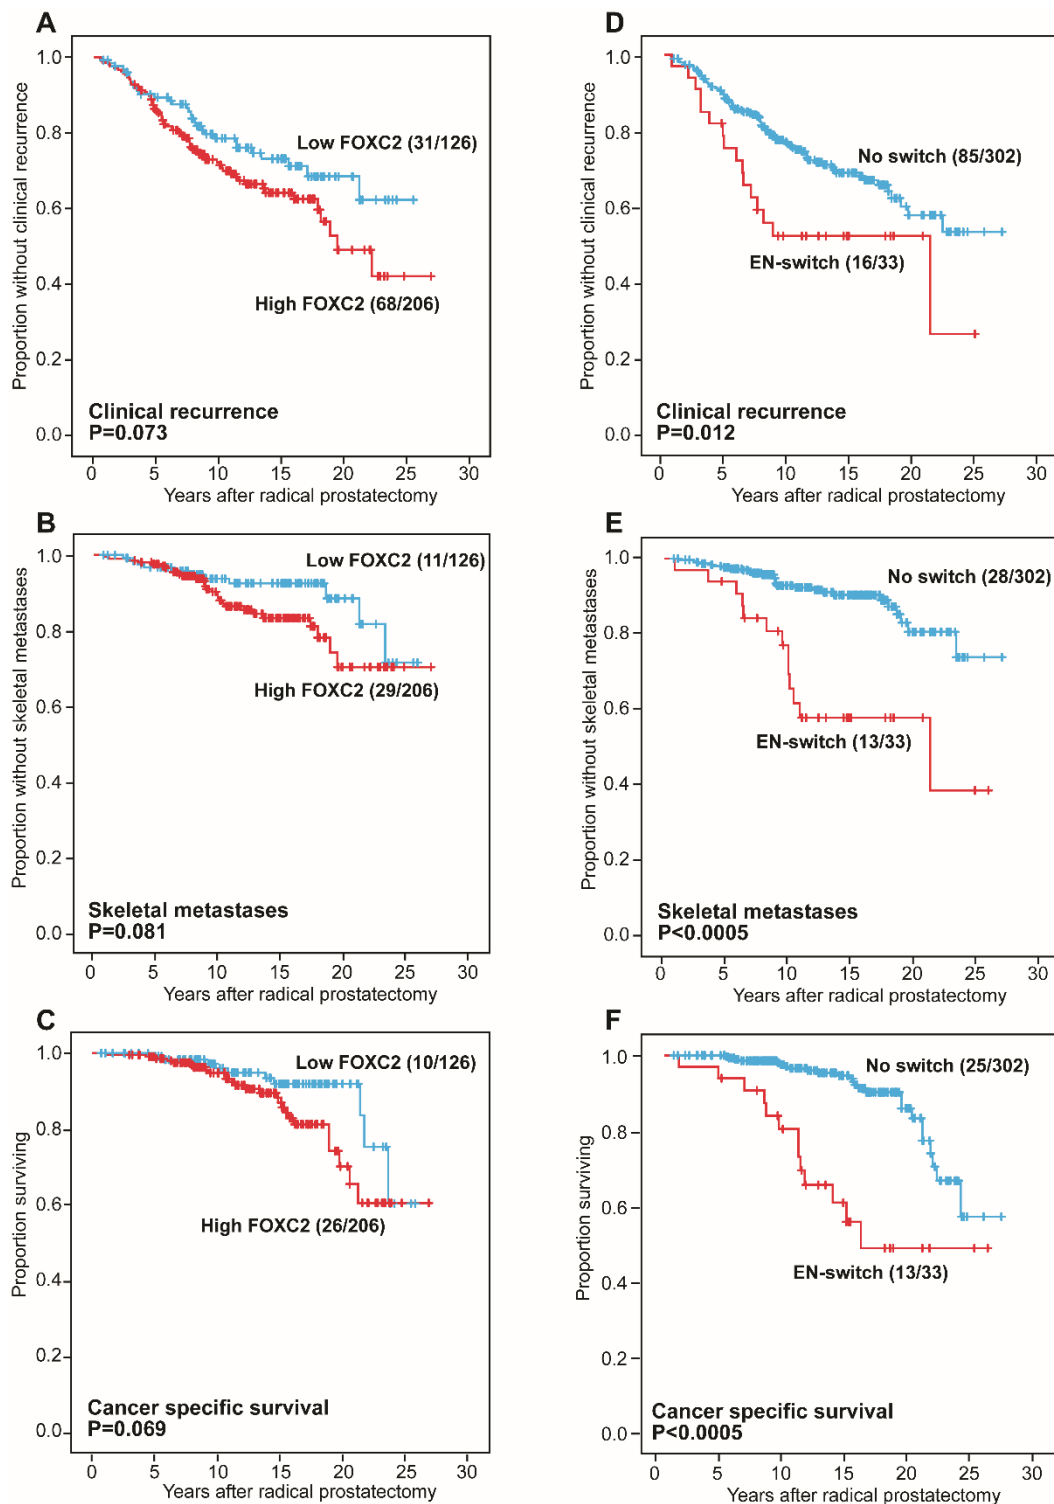 A
Proportion without clinical recurrence
1.0
0.8
0.6
0.4
0.2
0.0
Low FOXC2 (31/126)
High FOXC2 (68/206)
Clinical recurrence
P=0.073
0 5 10 15 20 25 30
Years after radical prostatectomy
D
Proportion without clinical recurrence
1.0
0.8
0.6
0.4
0.2
0.0
No switch (85/302)
EN-switch (16/33)
Clinical recurrence
P=0.012
0 5 10 15 20 25 30
Years after radical prostatectomy
B
Proportion without skeletal metastases
1.0
0.8
0.6
0.4
0.2
0.0
Low FOXC2 (11/126)
High FOXC2 (29/206)
Skeletal metastases
P=0.081
0 5 10 15 20 25 30
Years after radical prostatectomy
E
Proportion without skeletal metastases
1.0
0.8
0.6
0.4
0.2
0.0
No switch (28/302)
EN-switch (13/33)
Skeletal metastases
P<0.0005
0 5 10 15 20 25 30
Years after radical prostatectomy
C
Proportion surviving
1.0
0.8
0.6
0.4
0.2
0.0
Low FOXC2 (10/126)
High FOXC2 (26/206)
Cancer specific survival
P=0.069
0 5 10 15 20 25 30
Years after radical prostatectomy
F
Proportion surviving
1.0
0.8
0.6
0.4
0.2
0.0
No switch (25/302)
EN-switch (13/33)
Cancer specific survival
P<0.0005
0 5 10 15 20 25 30
Years after radical prostatectomy